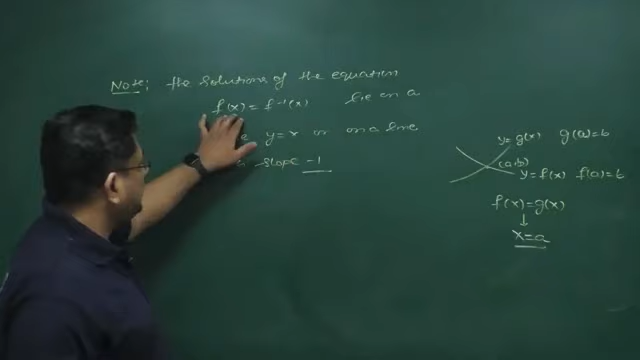 Note: the solutions of the equation
f(x) = f⁻¹(x) lie on a
y=x or on a line
slope -1
y=g(x) g(a)=b
(a,b)
y=f(x) f(a)=b
f(x)=g(x)
↓
x=a